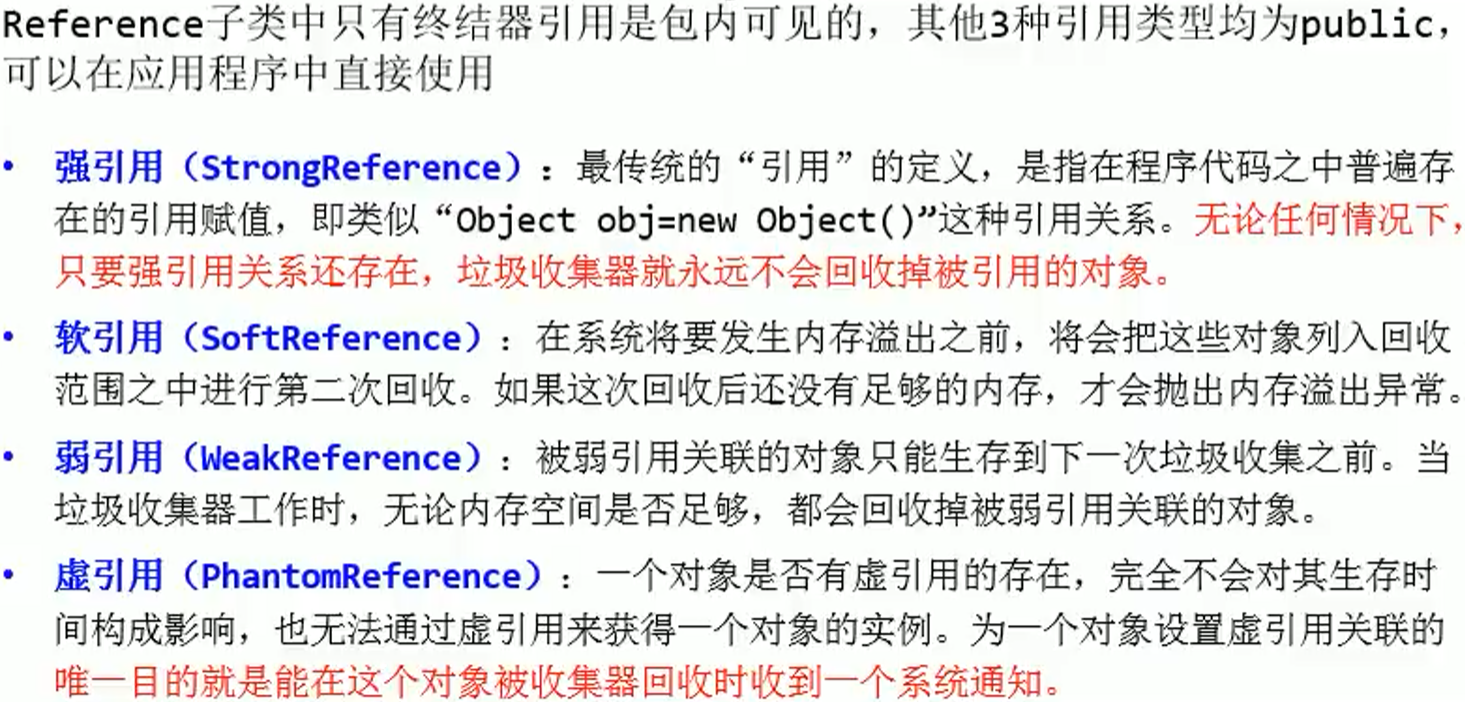 Reference子类中只有终结器引用是包内可见的，其他3种引用类型均为public，
可以在应用程序中直接使用
• 强引用（StrongReference）：最传统的“引用”的定义，是指在程序代码之中普遍存
在的引用赋值，即类似“Object obj=new Object()”这种引用关系。无论任何情况下，
只要强引用关系还存在，垃圾收集器就永远不会回收掉被引用的对象。
• 软引用（SoftReference）：在系统将要发生内存溢出之前，将会把这些对象列入回收
范围之中进行第二次回收。如果这次回收后还没有足够的内存，才会抛出内存溢出异常。
• 弱引用（WeakReference）：被弱引用关联的对象只能生存到下一次垃圾收集之前。当
垃圾收集器工作时，无论内存空间是否足够，都会回收掉被弱引用关联的对象。
• 虚引用（PhantomReference）：一个对象是否有虚引用的存在，完全不会对其生存时
间构成影响，也无法通过虚引用来获得一个对象的实例。为一个对象设置虚引用关联的
唯一目的就是能在这个对象被收集器回收时收到一个系统通知。